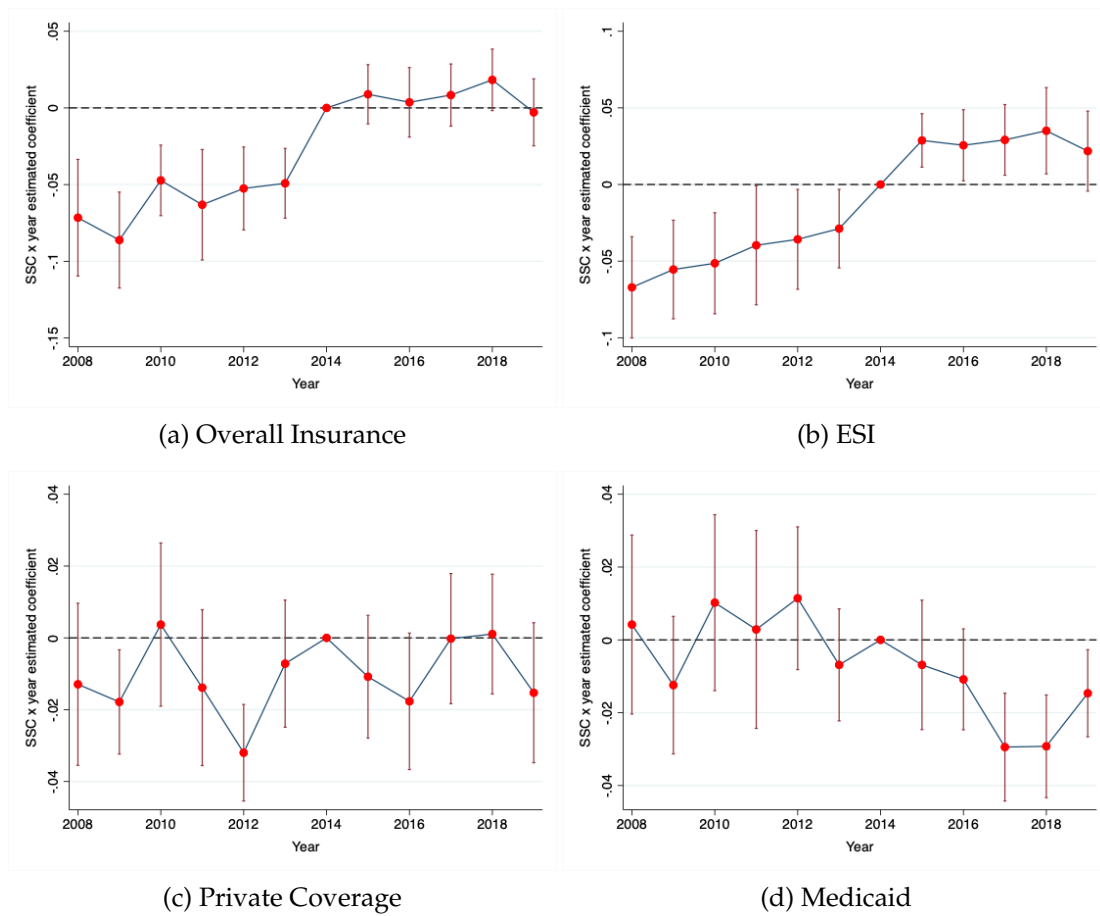 SSC x year estimated coefficient
.05
0
-.05
-.1
-.15
2008 2010 2012 2014 2016 2018
Year
(a) Overall Insurance
SSC x year estimated coefficient
.1
.05
0
-.05
-.1
2008 2010 2012 2014 2016 2018
Year
(b) ESI
SSC x year estimated coefficient
.04
.02
0
-.02
-.04
2008 2010 2012 2014 2016 2018
Year
(c) Private Coverage
SSC x year estimated coefficient
.04
.02
0
-.02
-.04
2008 2010 2012 2014 2016 2018
Year
(d) Medicaid